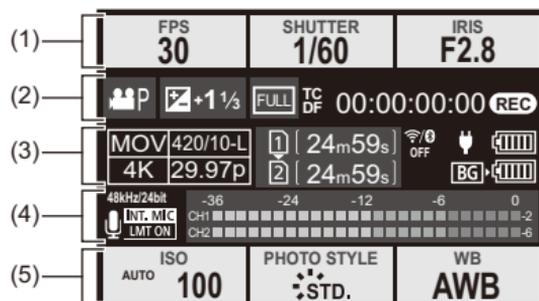 FPS SHUTTER IRIS
(1) 30 1/60 F2.8
(2) P +1 1/3 FULL TC DF 00:00:00:00 REC
(3) MOV 420/10-L 1 24m59s OFF
4K 29.97p 2 24m59s BG
48kHz/24bit -36 -24 -12 -6 0
(4) INT. MIC CH1 -2
LMT ON CH2 -6
ISO PHOTO STYLE WB
(5) AUTO 100 STD. AWB